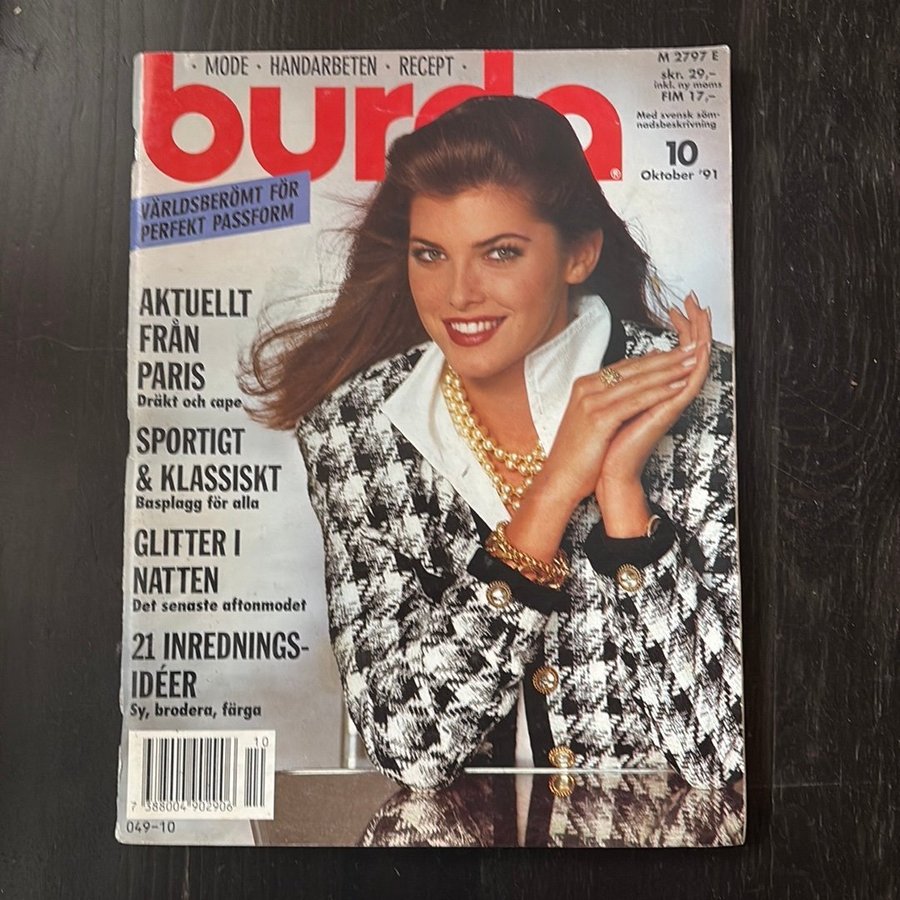 · MODE · HANDARBETEN · RECEPT ·
burda®
M 2797 E
skr. 29,-
inkl. ny moms
FIM 17,-
Med svensk söm-
nadsbeskrivning
10
Oktober '91
VÄRLDSBERÖMT FÖR
PERFEKT PASSFORM
AKTUELLT
FRÅN
PARIS
Dräkt och cape
SPORTIGT
& KLASSISKT
Basplagg för alla
GLITTER I
NATTEN
Det senaste aftonmodet
21 INREDNINGS-
IDÉER
Sy, brodera, färga
10
7 388004 902906
049-10